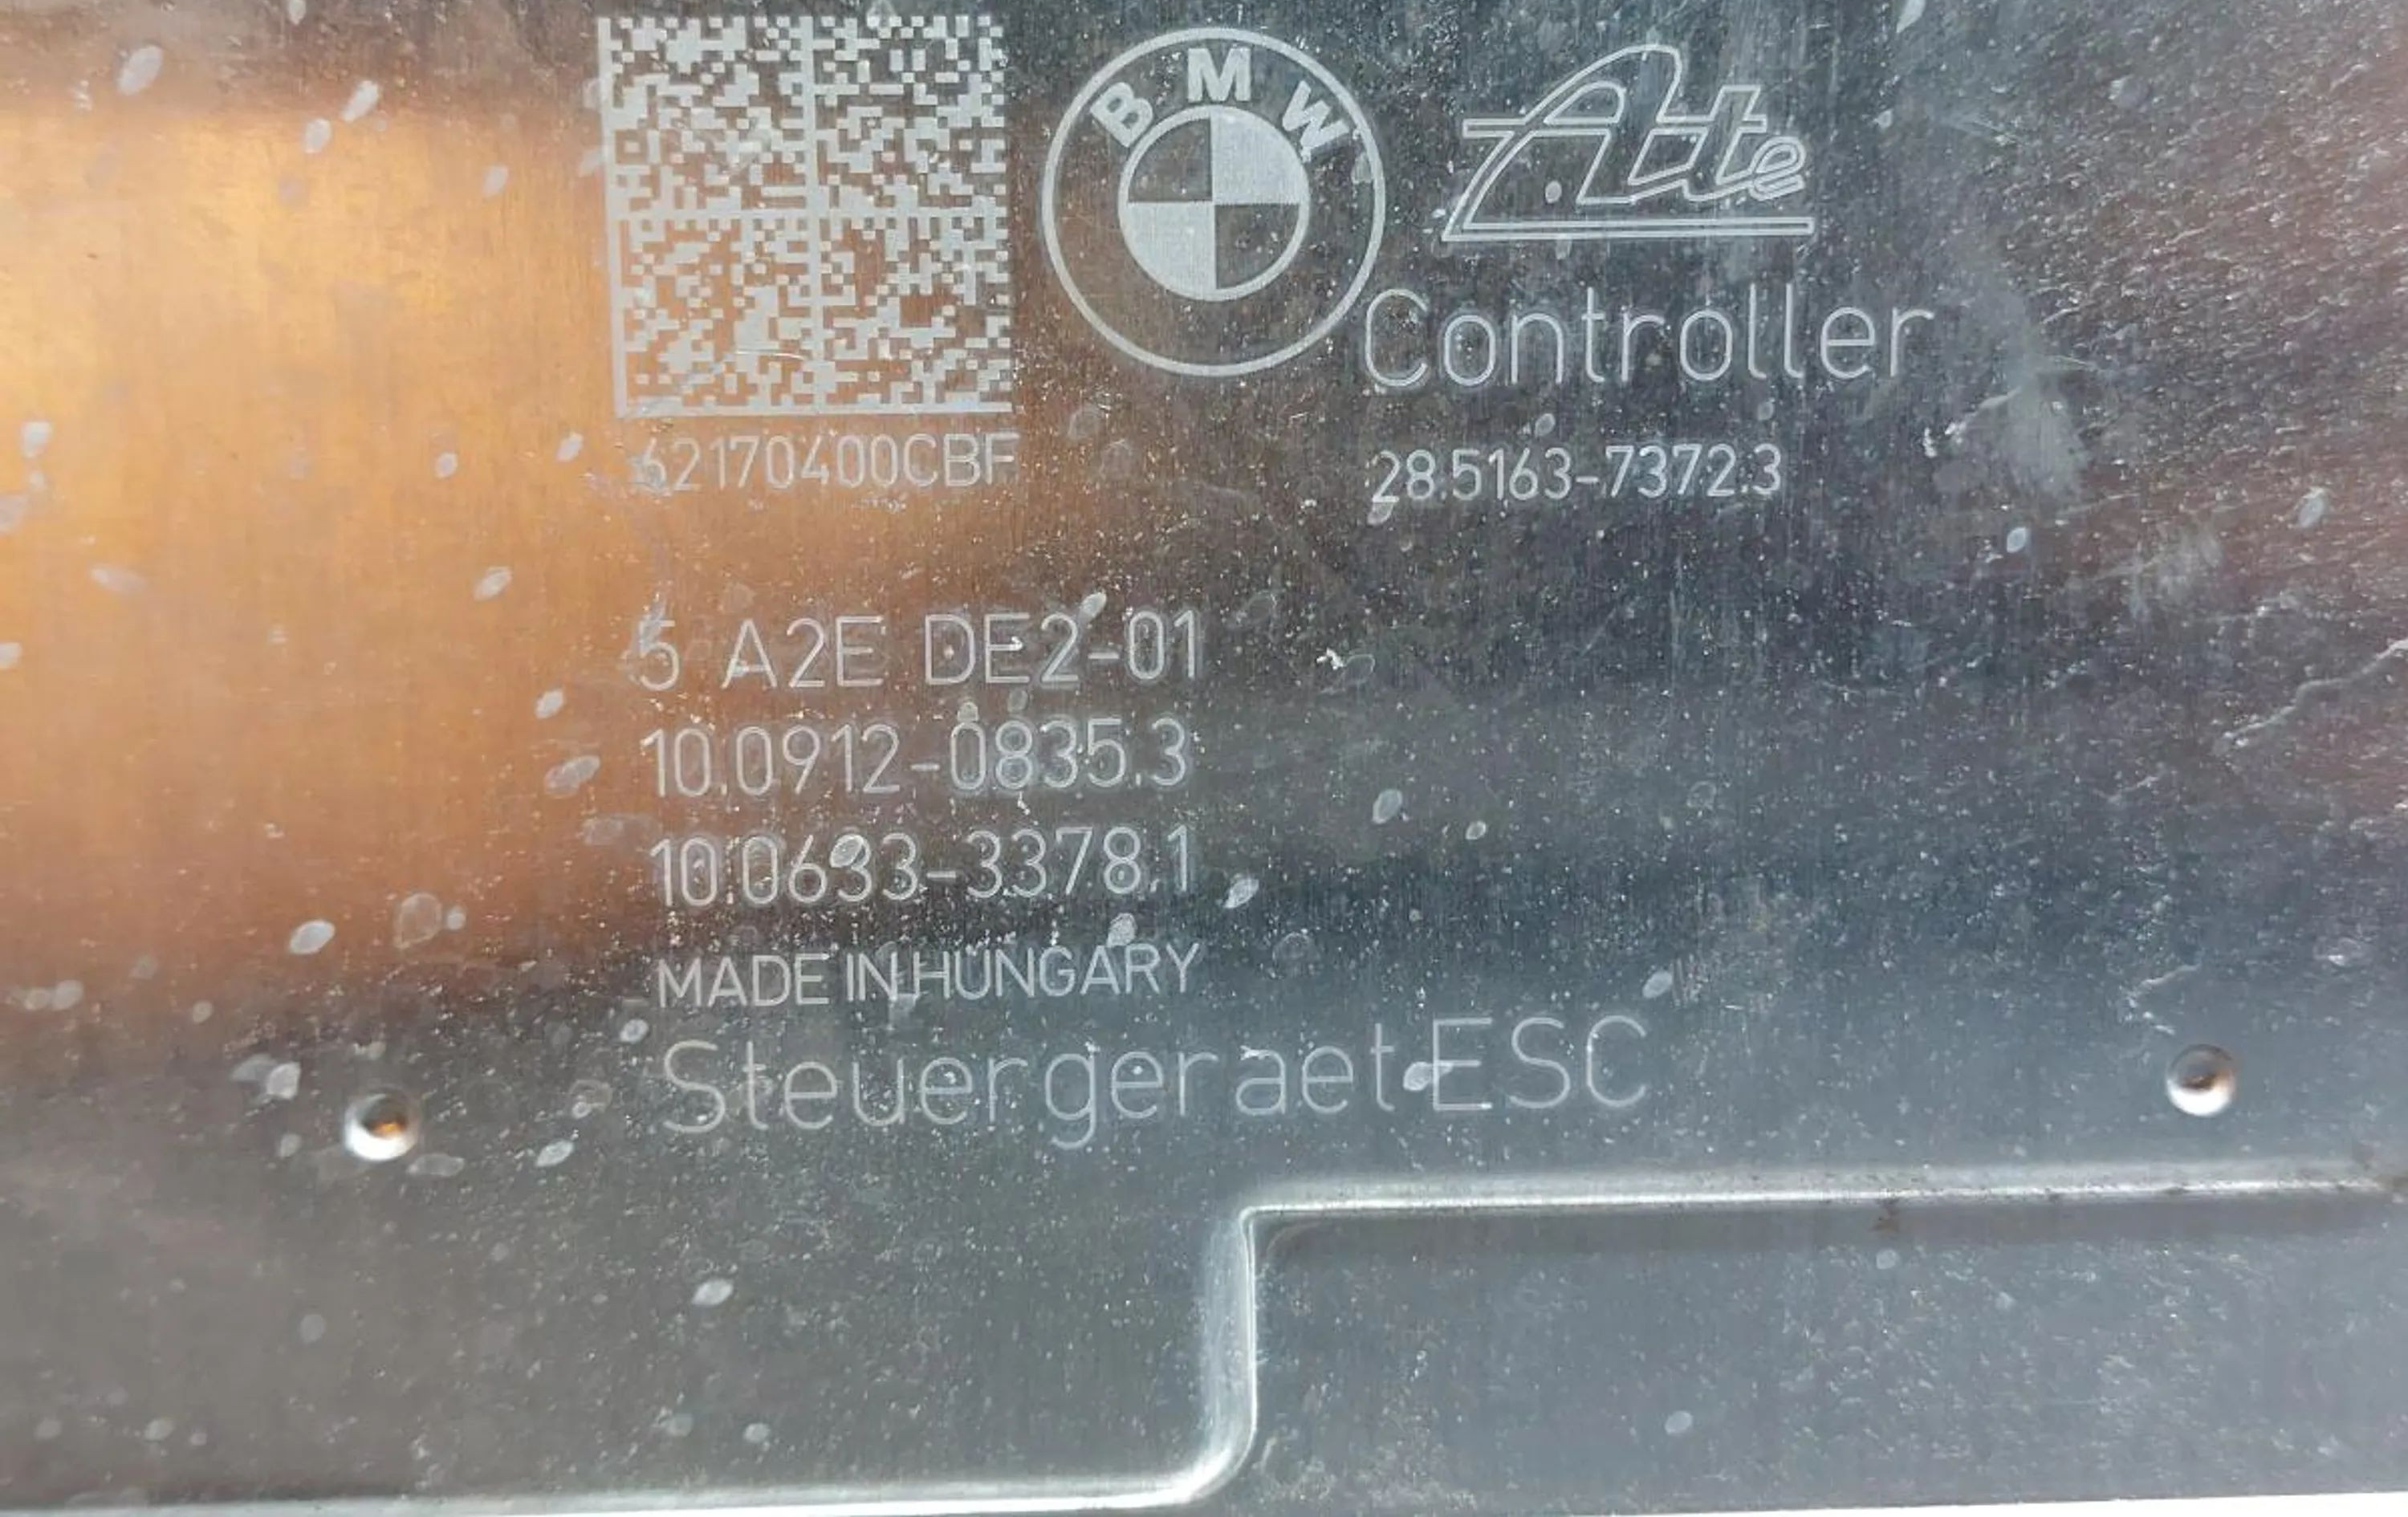 BMW
Ate
Controller
62170400CBF
28.5163-7372.3
5 A2E DE2-01
10.0912-0835.3
10.0633-3378.1
MADE IN HUNGARY
Steuergeraet ESC